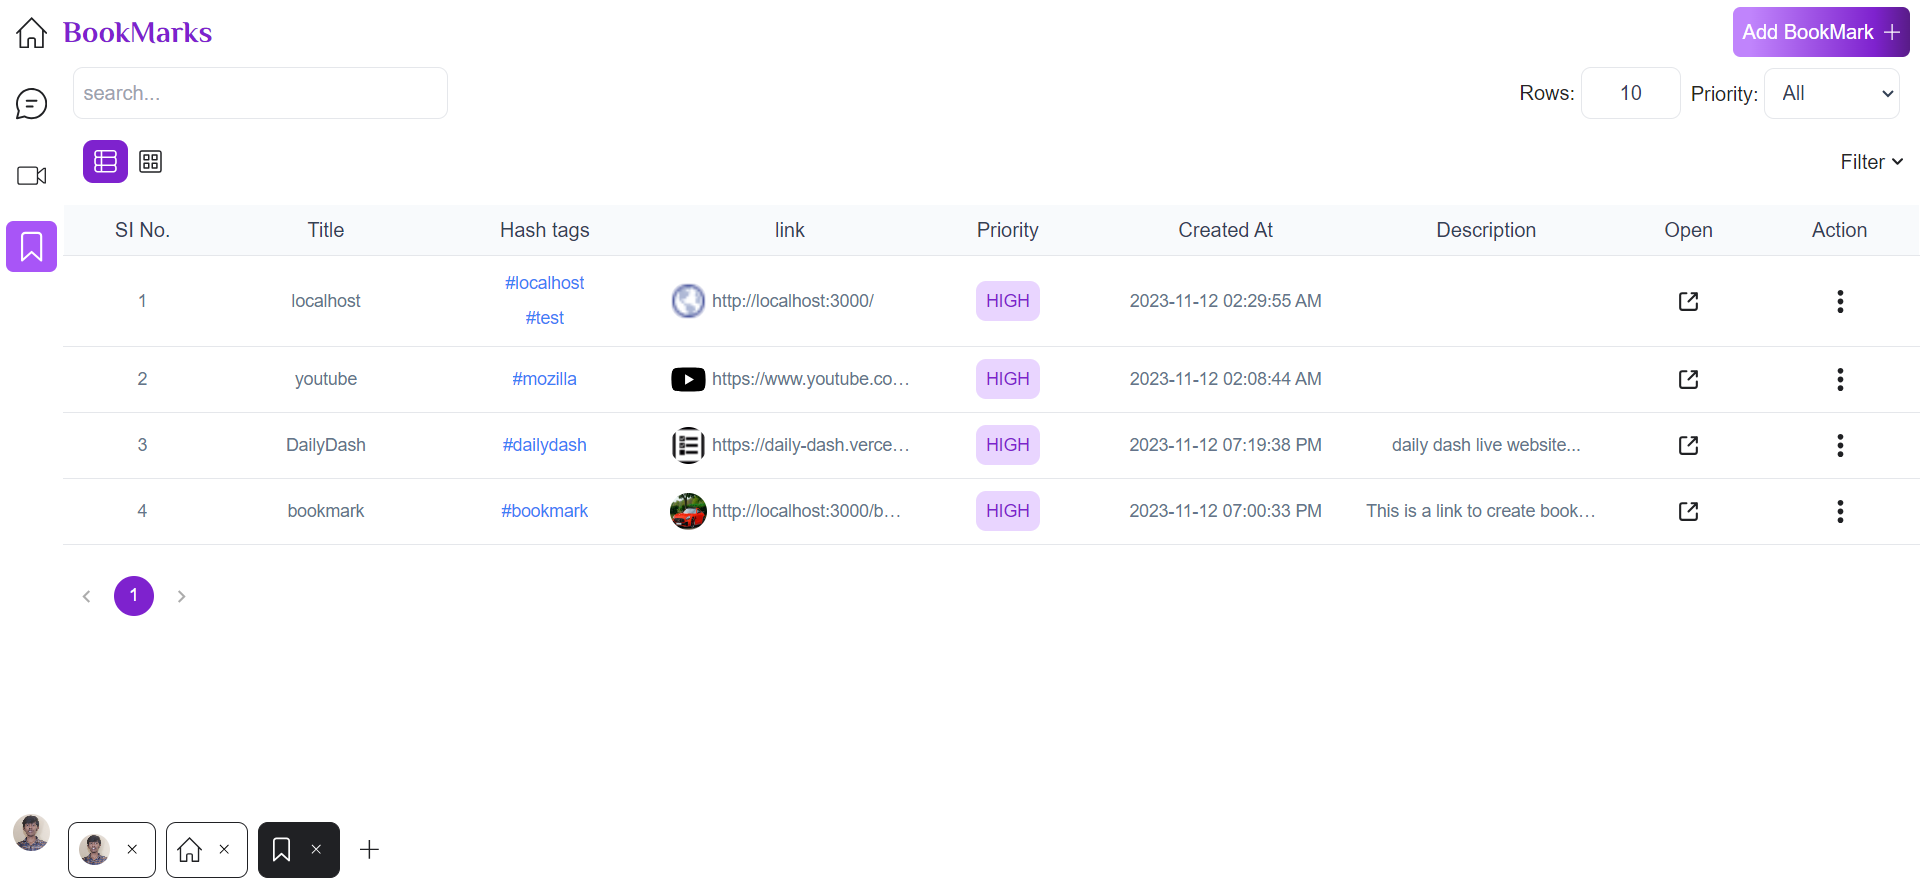 BookMarks
Add BookMark
search...
Rows: 10 Priority: All
Filter
SI No. Title Hash tags link Priority Created At Description Open Action
1 localhost #localhost #test http://localhost:3000/ HIGH 2023-11-12 02:29:55 AM
2 youtube #mozilla https://www.youtube.co... HIGH 2023-11-12 02:08:44 AM
3 DailyDash #dailydash https://daily-dash.verce... HIGH 2023-11-12 07:19:38 PM daily dash live website...
4 bookmark #bookmark http://localhost:3000/b... HIGH 2023-11-12 07:00:33 PM This is a link to create book...
1